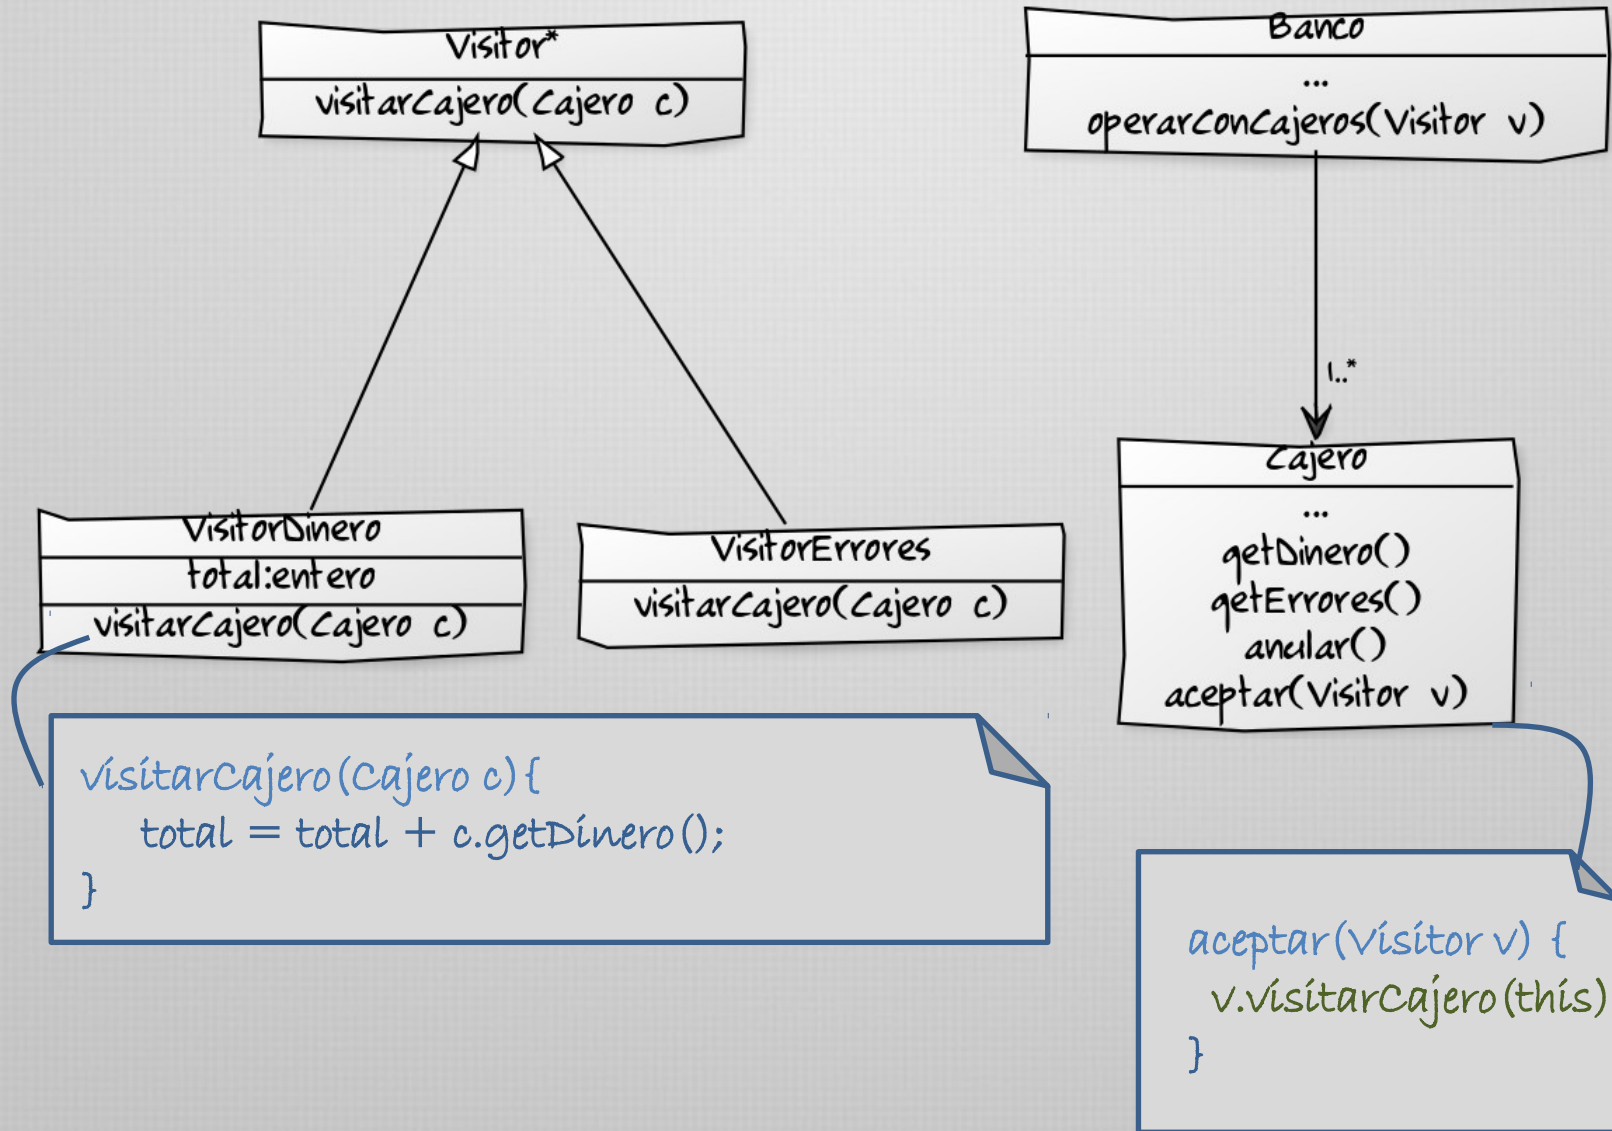 Visitor*
visitarCajero(Cajero c)
Banco
...
operarConCajeros(Visitor v)
1..*
VisitorDinero
total:entero
visitarCajero(Cajero c)
VisitorErrores
visitarCajero(Cajero c)
Cajero
...
getDinero()
getErrores()
anular()
aceptar(Visitor v)
visitarCajero(Cajero c){
total = total + c.getDinero();
}
aceptar(Visitor v) {
v.visitarCajero(this)
}